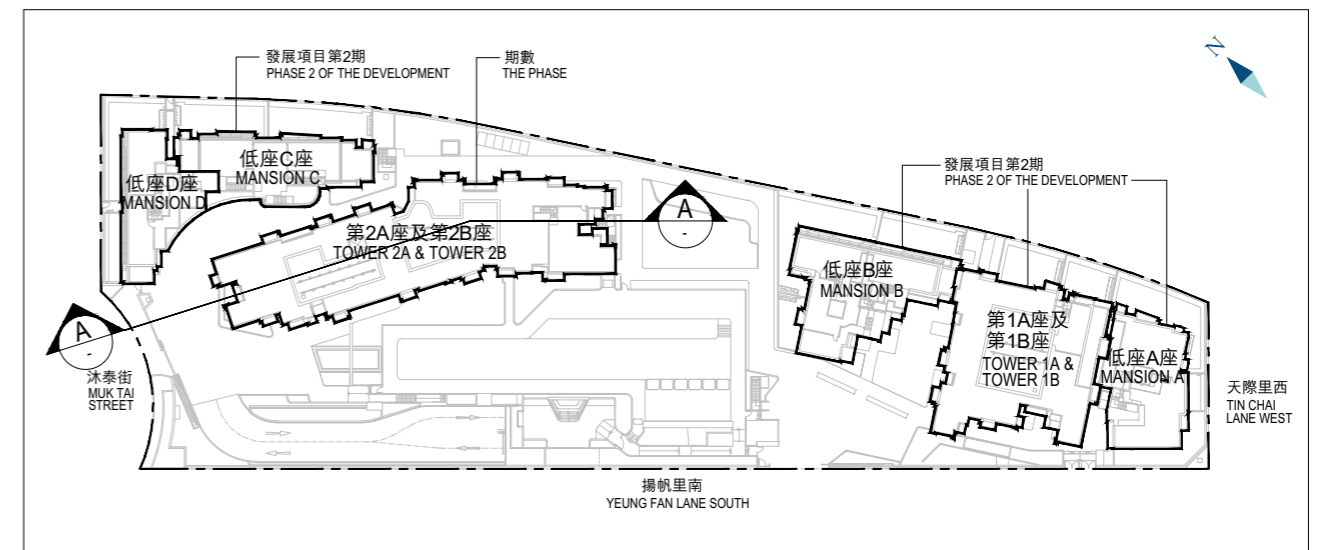 發展項目第2期
PHASE 2 OF THE DEVELOPMENT
期數
THE PHASE
N
低座C座
MANSION C
低座D座
MANSION D
A
-
第2A座及第2B座
TOWER 2A & TOWER 2B
發展項目第2期
PHASE 2 OF THE DEVELOPMENT
低座B座
MANSION B
第1A座及
第1B座
TOWER 1A &
TOWER 1B
低座A座
MANSION A
A
-
沐泰街
MUK TAI
STREET
天際里西
TIN CHAI
LANE WEST
揚帆里南
YEUNG FAN LANE SOUTH